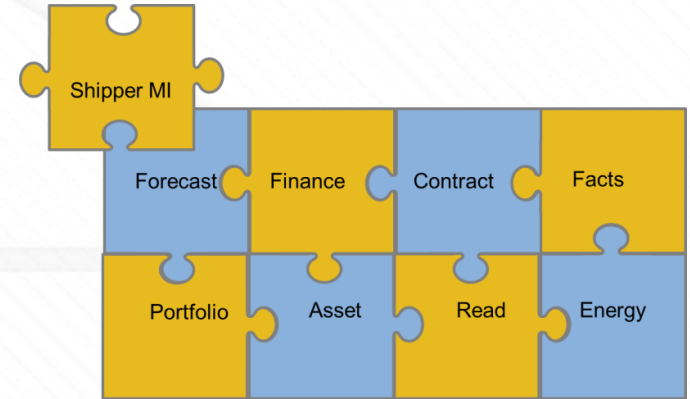 Shipper MI
Forecast Finance Contract Facts
Portfolio Asset Read Energy